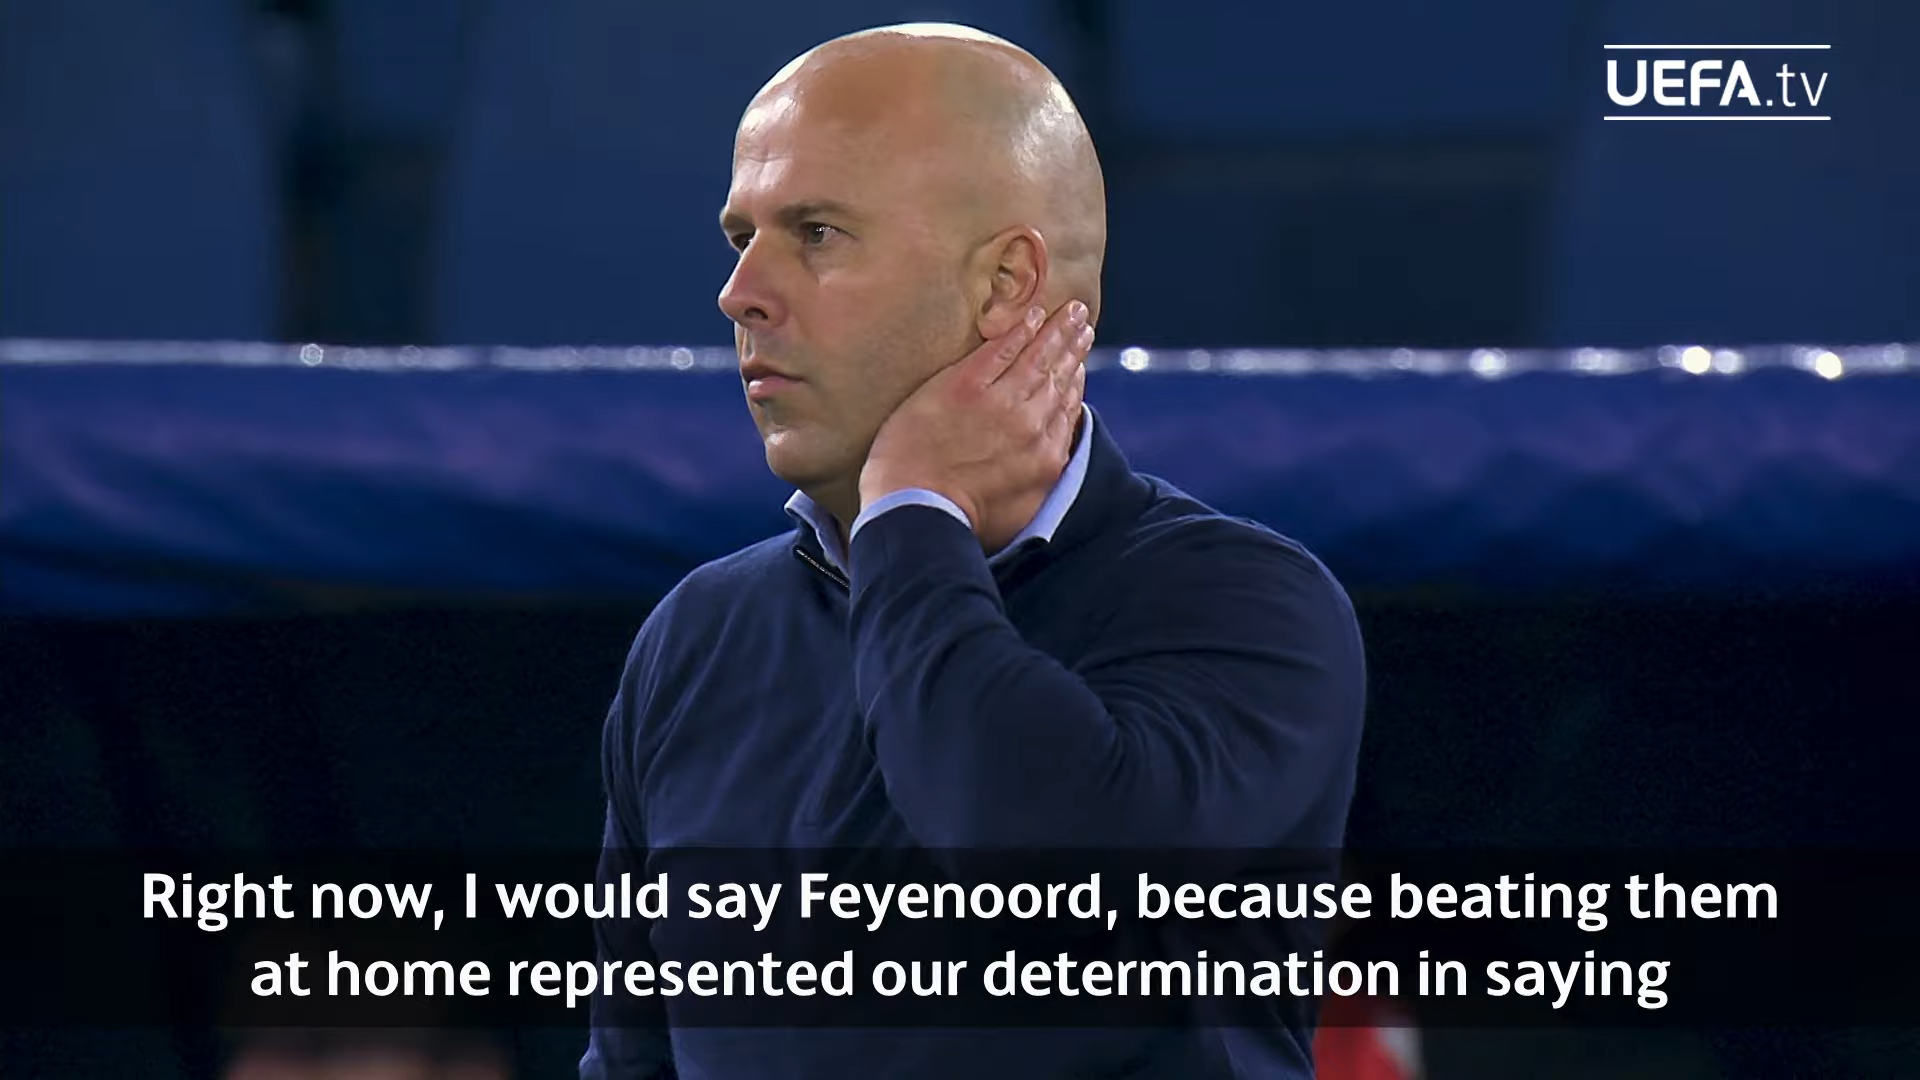 UEFA.tv
Right now, I would say Feyenoord, because beating them
at home represented our determination in saying